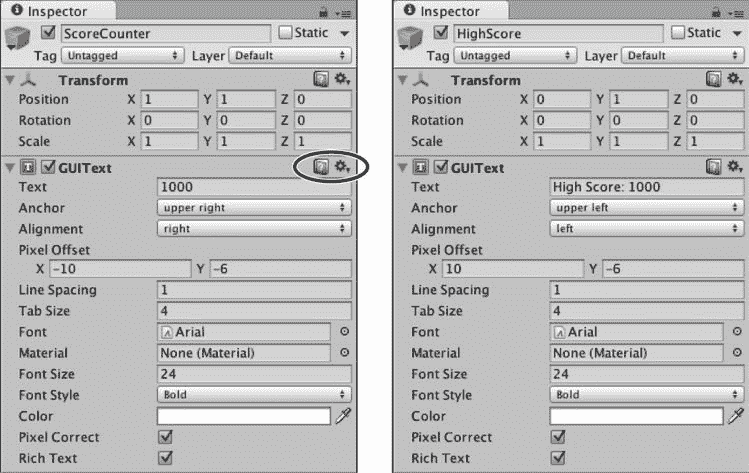 Inspector
ScoreCounter Static
Tag Untagged Layer Default
Transform
Position X 1 Y 1 Z 0
Rotation X 0 Y 0 Z 0
Scale X 1 Y 1 Z 1
GUIText
Text 1000
Anchor upper right
Alignment right
Pixel Offset
X -10 Y -6
Line Spacing 1
Tab Size 4
Font Arial
Material None (Material)
Font Size 24
Font Style Bold
Color
Pixel Correct
Rich Text
Inspector
HighScore Static
Tag Untagged Layer Default
Transform
Position X 0 Y 1 Z 0
Rotation X 0 Y 0 Z 0
Scale X 1 Y 1 Z 1
GUIText
Text High Score: 1000
Anchor upper left
Alignment left
Pixel Offset
X 10 Y -6
Line Spacing 1
Tab Size 4
Font Arial
Material None (Material)
Font Size 24
Font Style Bold
Color
Pixel Correct
Rich Text